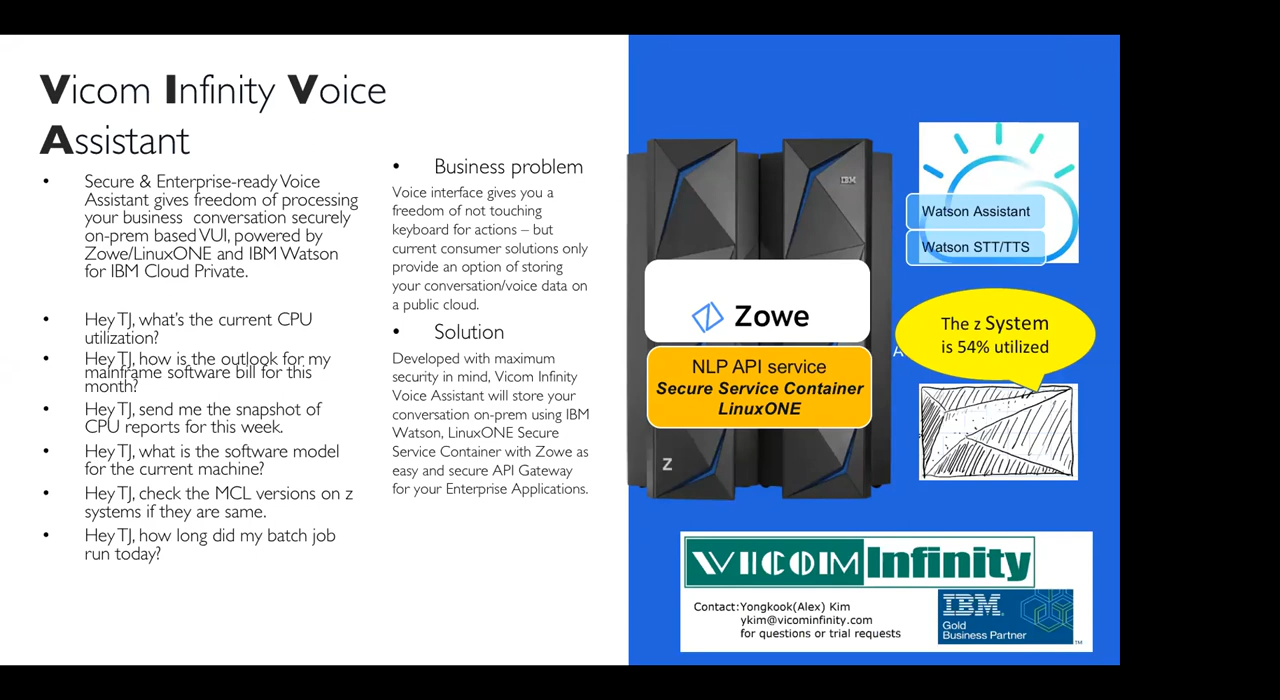 Vicom Infinity Voice
Assistant
• Secure & Enterprise-ready Voice
Assistant gives freedom of processing
your business conversation securely
on-prem based VUI, powered by
Zowe/LinuxONE and IBM Watson
for IBM Cloud Private.
• Hey TJ, what's the current CPU
utilization?
• Hey TJ, how is the outlook for my
mainframe software bill for this
month?
• Hey TJ, send me the snapshot of
CPU reports for this week.
• Hey TJ, what is the software model
for the current machine?
• Hey TJ, check the MCL versions on z
systems if they are same.
• Hey TJ, how long did my batch job
run today?
• Business problem
Voice interface gives you a
freedom of not touching
keyboard for actions – but
current consumer solutions only
provide an option of storing
your conversation/voice data on
a public cloud.
• Solution
Developed with maximum
security in mind, Vicom Infinity
Voice Assistant will store your
conversation on-prem using IBM
Watson, LinuxONE Secure
Service Container with Zowe as
easy and secure API Gateway
for your Enterprise Applications.
IBM
Zowe
NLP API service
Secure Service Container
LinuxONE
Z
Watson Assistant
Watson STT/TTS
The z System
is 54% utilized
A
VICOM Infinity
Contact:Yongkook(Alex) Kim
ykim@vicominfinity.com
for questions or trial requests
IBM
Gold
Business Partner
TM